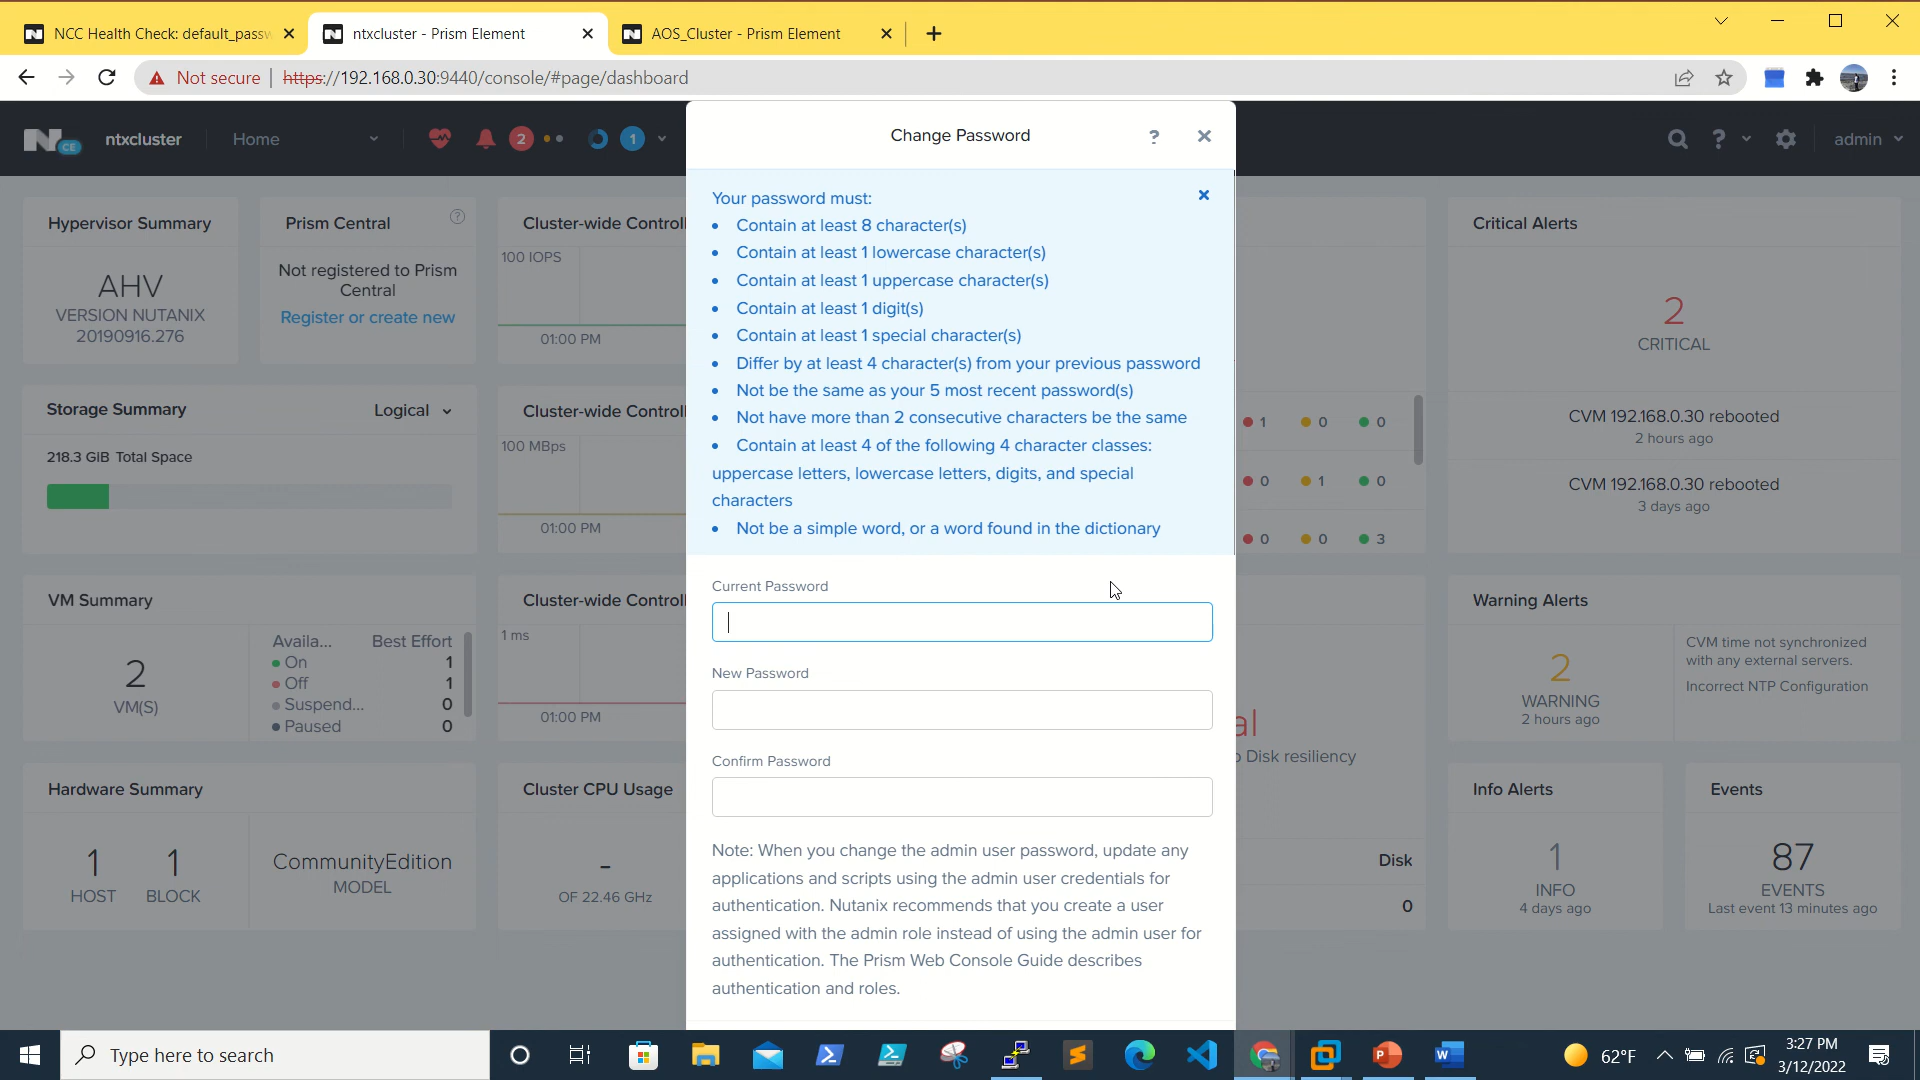 NCC Health Check: default_passw
ntxcluster - Prism Element
AOS_Cluster - Prism Element
Not secure
https://192.168.0.30:9440/console/#page/dashboard
CE
ntxcluster
Home
2
1
Change Password
?
?
admin
Hypervisor Summary
AHV
VERSION NUTANIX
20190916.276
Prism Central
?
Not registered to Prism
Central
Register or create new
Cluster-wide Controll
100 IOPS
01:00 PM
Your password must:
• Contain at least 8 character(s)
• Contain at least 1 lowercase character(s)
• Contain at least 1 uppercase character(s)
• Contain at least 1 digit(s)
• Contain at least 1 special character(s)
• Differ by at least 4 character(s) from your previous password
• Not be the same as your 5 most recent password(s)
• Not have more than 2 consecutive characters be the same
• Contain at least 4 of the following 4 character classes:
uppercase letters, lowercase letters, digits, and special
characters
• Not be a simple word, or a word found in the dictionary
Critical Alerts
2
CRITICAL
CVM 192.168.0.30 rebooted
2 hours ago
CVM 192.168.0.30 rebooted
3 days ago
Storage Summary
Logical
218.3 GiB Total Space
Cluster-wide Controll
100 MBps
01:00 PM
1 0 0
0 1 0
0 0 3
Current Password
New Password
Confirm Password
Note: When you change the admin user password, update any
applications and scripts using the admin user credentials for
authentication. Nutanix recommends that you create a user
assigned with the admin role instead of using the admin user for
authentication. The Prism Web Console Guide describes
authentication and roles.
VM Summary
2
VM(S)
Availa... Best Effort
On 1
Off 1
Suspend... 0
Paused 0
Cluster-wide Controll
1 ms
01:00 PM
al
Disk resiliency
Warning Alerts
2
WARNING
2 hours ago
CVM time not synchronized
with any external servers.
Incorrect NTP Configuration
Hardware Summary
1
HOST
1
BLOCK
CommunityEdition
MODEL
Cluster CPU Usage
-
OF 22.46 GHz
Disk
0
Info Alerts
1
INFO
4 days ago
Events
87
EVENTS
Last event 13 minutes ago
Type here to search
62°F
3:27 PM
3/12/2022